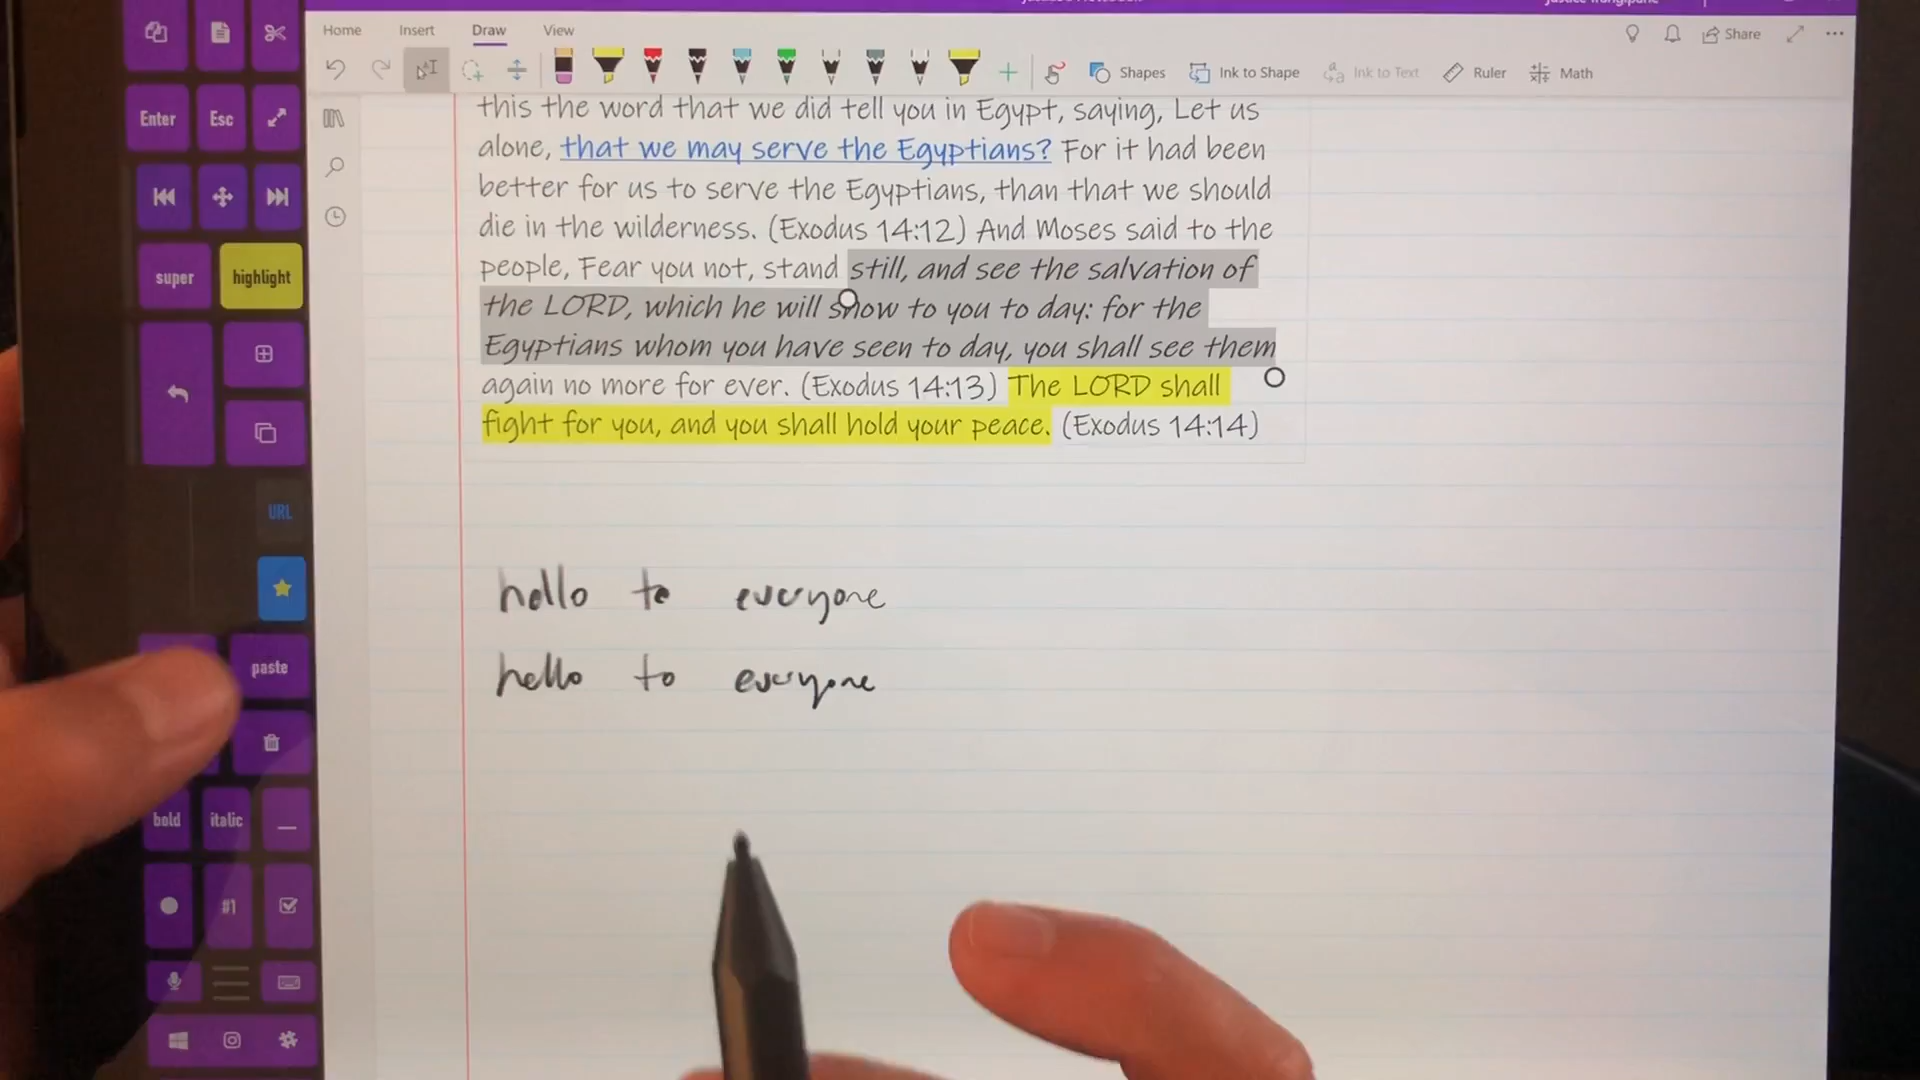 Home Insert Draw View Share
Shapes Ink to Shape Ink to Text Ruler Math
Enter Esc
super highlight
URL
paste
bold italic
#1
this the word that we did tell you in Egypt, saying, Let us
alone, that we may serve the Egyptians? For it had been
better for us to serve the Egyptians, than that we should
die in the wilderness. (Exodus 14:12) And Moses said to the
people, Fear you not, stand still, and see the salvation of
the LORD, which he will show to you to day: for the
Egyptians whom you have seen to day, you shall see them
again no more for ever. (Exodus 14:13) The LORD shall
fight for you, and you shall hold your peace. (Exodus 14:14)
hello to everyone
hello to everyone